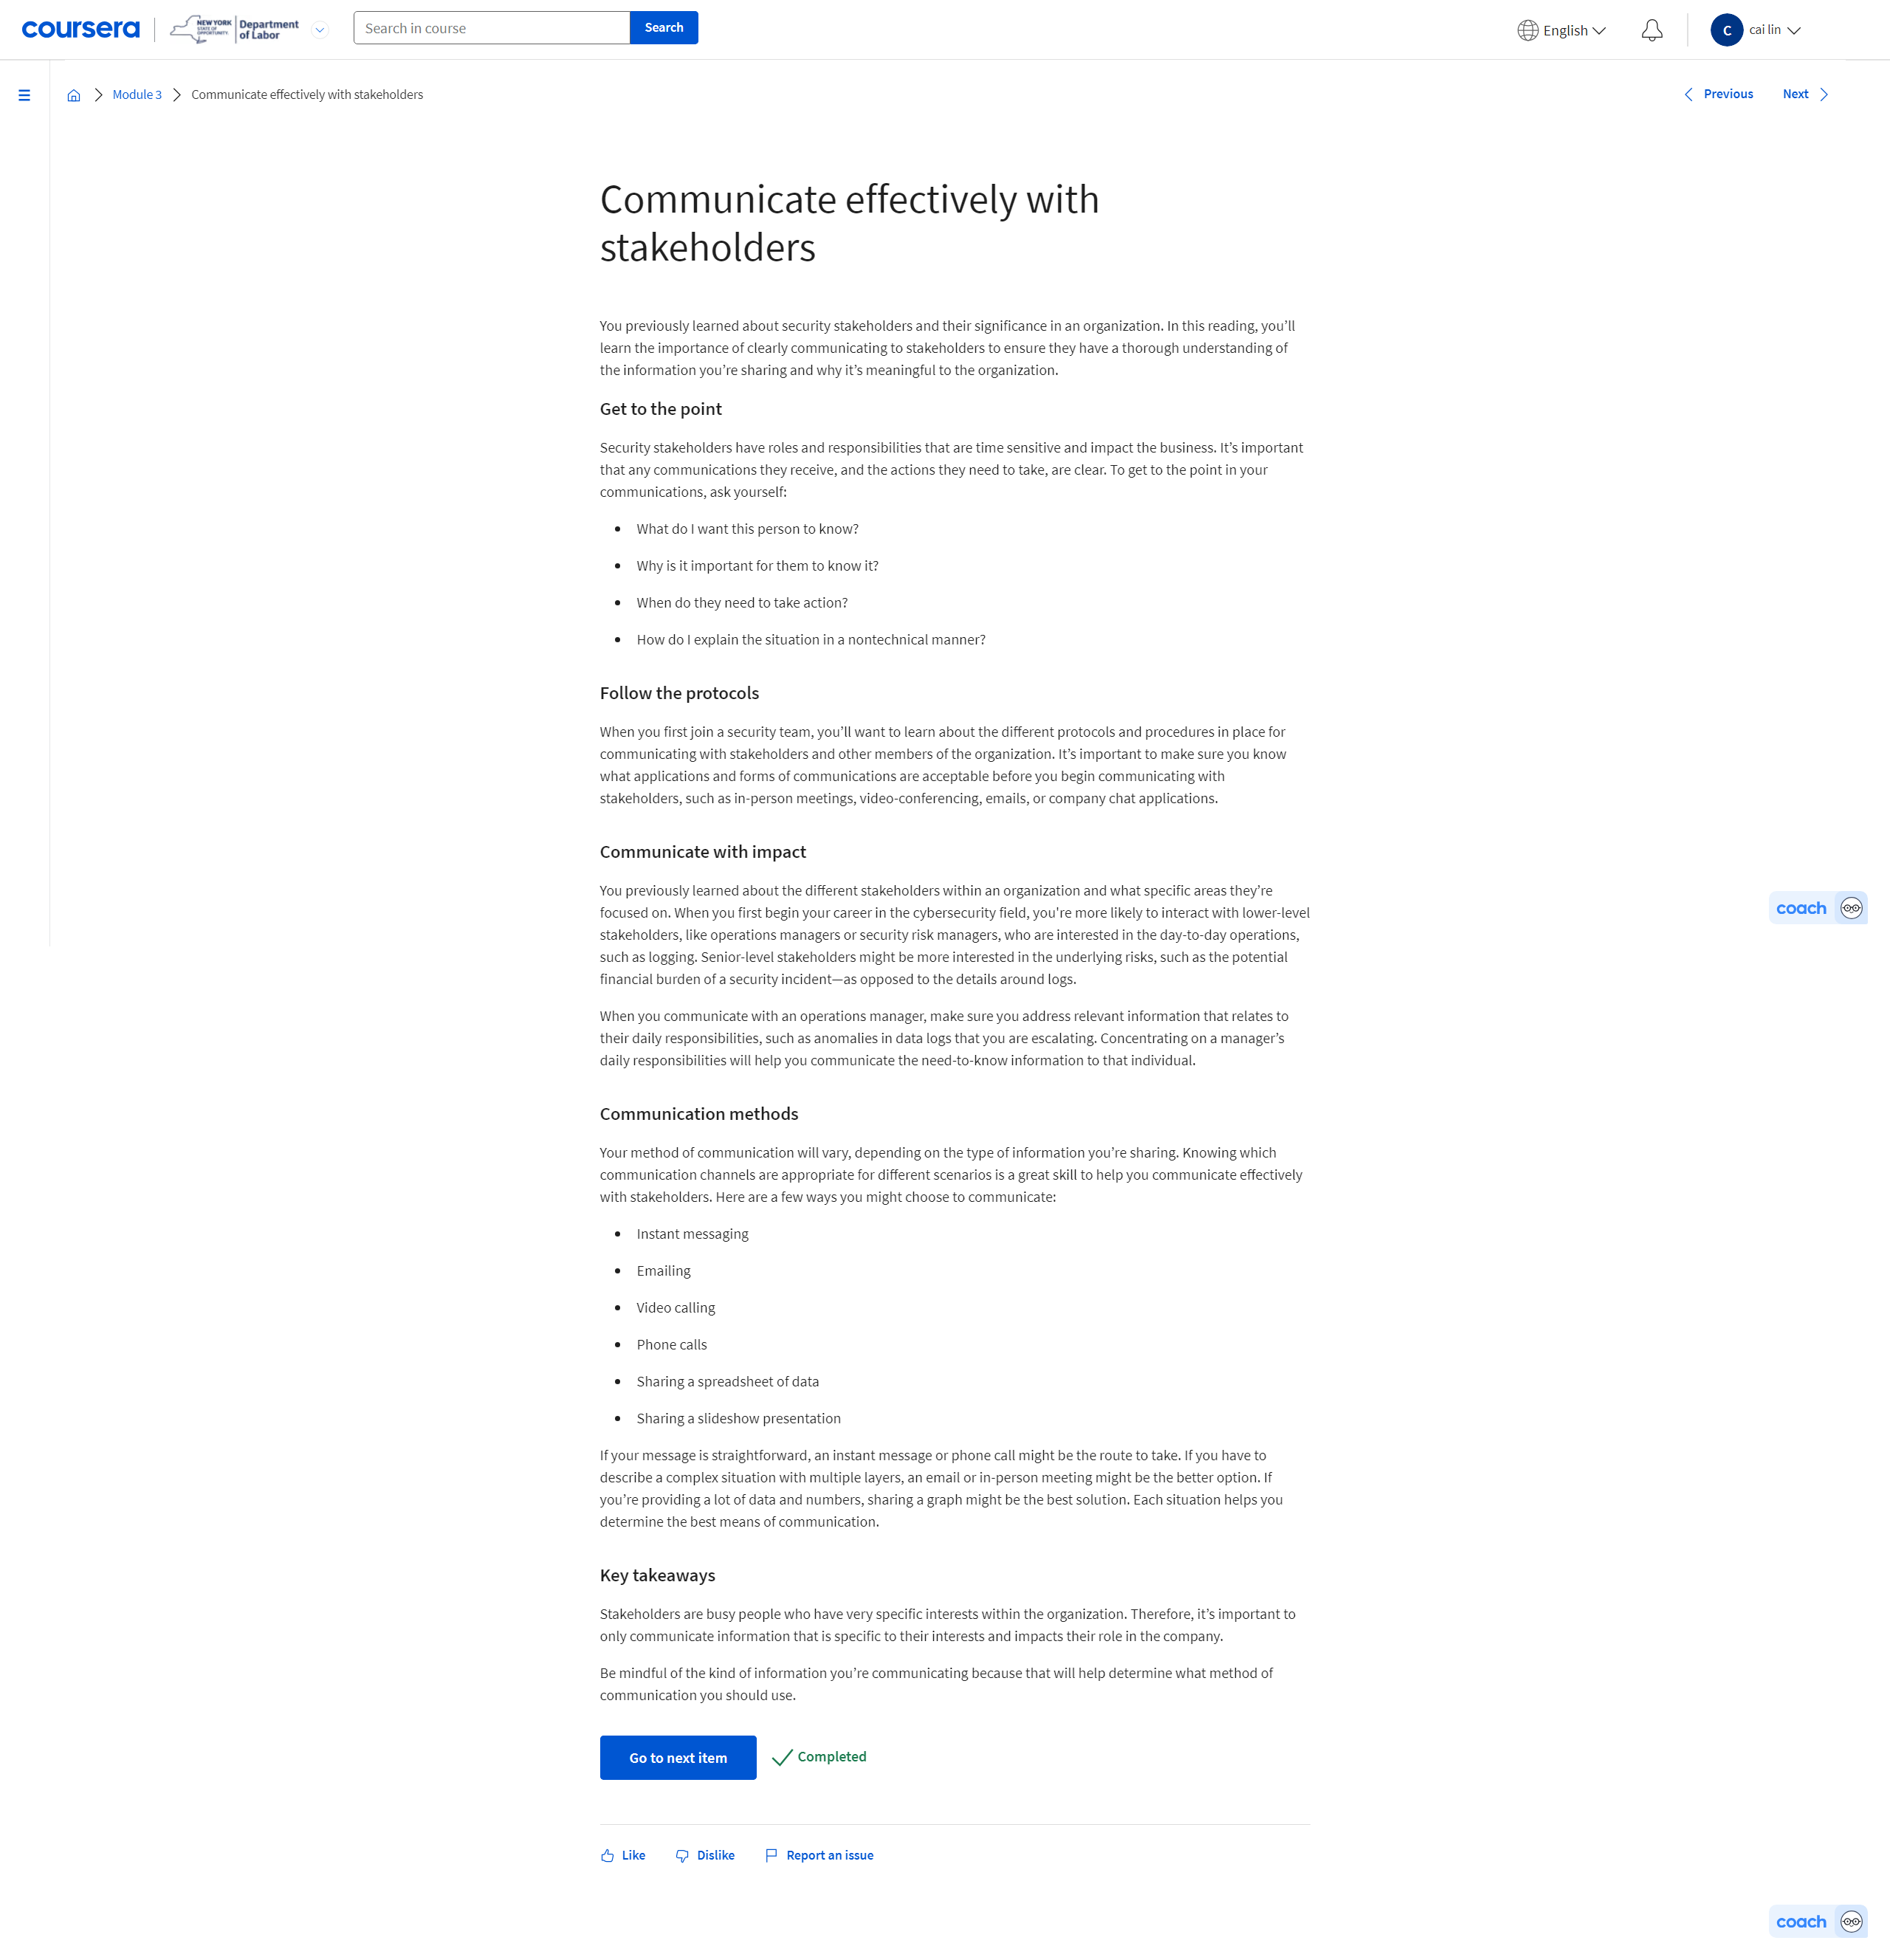 coursera
NEW YORK
STATE OF
OPPORTUNITY.
Department
of Labor
Search in course
Search
English
C
cai lin
Module 3
Communicate effectively with stakeholders
Previous
Next
Communicate effectively with
stakeholders
You previously learned about security stakeholders and their significance in an organization. In this reading, you’ll
learn the importance of clearly communicating to stakeholders to ensure they have a thorough understanding of
the information you’re sharing and why it’s meaningful to the organization.
Get to the point
Security stakeholders have roles and responsibilities that are time sensitive and impact the business. It’s important
that any communications they receive, and the actions they need to take, are clear. To get to the point in your
communications, ask yourself:
What do I want this person to know?
Why is it important for them to know it?
When do they need to take action?
How do I explain the situation in a nontechnical manner?
Follow the protocols
When you first join a security team, you’ll want to learn about the different protocols and procedures in place for
communicating with stakeholders and other members of the organization. It’s important to make sure you know
what applications and forms of communications are acceptable before you begin communicating with
stakeholders, such as in-person meetings, video-conferencing, emails, or company chat applications.
Communicate with impact
You previously learned about the different stakeholders within an organization and what specific areas they’re
focused on. When you first begin your career in the cybersecurity field, you're more likely to interact with lower-level
stakeholders, like operations managers or security risk managers, who are interested in the day-to-day operations,
such as logging. Senior-level stakeholders might be more interested in the underlying risks, such as the potential
financial burden of a security incident—as opposed to the details around logs.
When you communicate with an operations manager, make sure you address relevant information that relates to
their daily responsibilities, such as anomalies in data logs that you are escalating. Concentrating on a manager’s
daily responsibilities will help you communicate the need-to-know information to that individual.
Communication methods
Your method of communication will vary, depending on the type of information you’re sharing. Knowing which
communication channels are appropriate for different scenarios is a great skill to help you communicate effectively
with stakeholders. Here are a few ways you might choose to communicate:
Instant messaging
Emailing
Video calling
Phone calls
Sharing a spreadsheet of data
Sharing a slideshow presentation
If your message is straightforward, an instant message or phone call might be the route to take. If you have to
describe a complex situation with multiple layers, an email or in-person meeting might be the better option. If
you’re providing a lot of data and numbers, sharing a graph might be the best solution. Each situation helps you
determine the best means of communication.
Key takeaways
Stakeholders are busy people who have very specific interests within the organization. Therefore, it’s important to
only communicate information that is specific to their interests and impacts their role in the company.
Be mindful of the kind of information you’re communicating because that will help determine what method of
communication you should use.
Go to next item
Completed
Like
Dislike
Report an issue
coach
coach